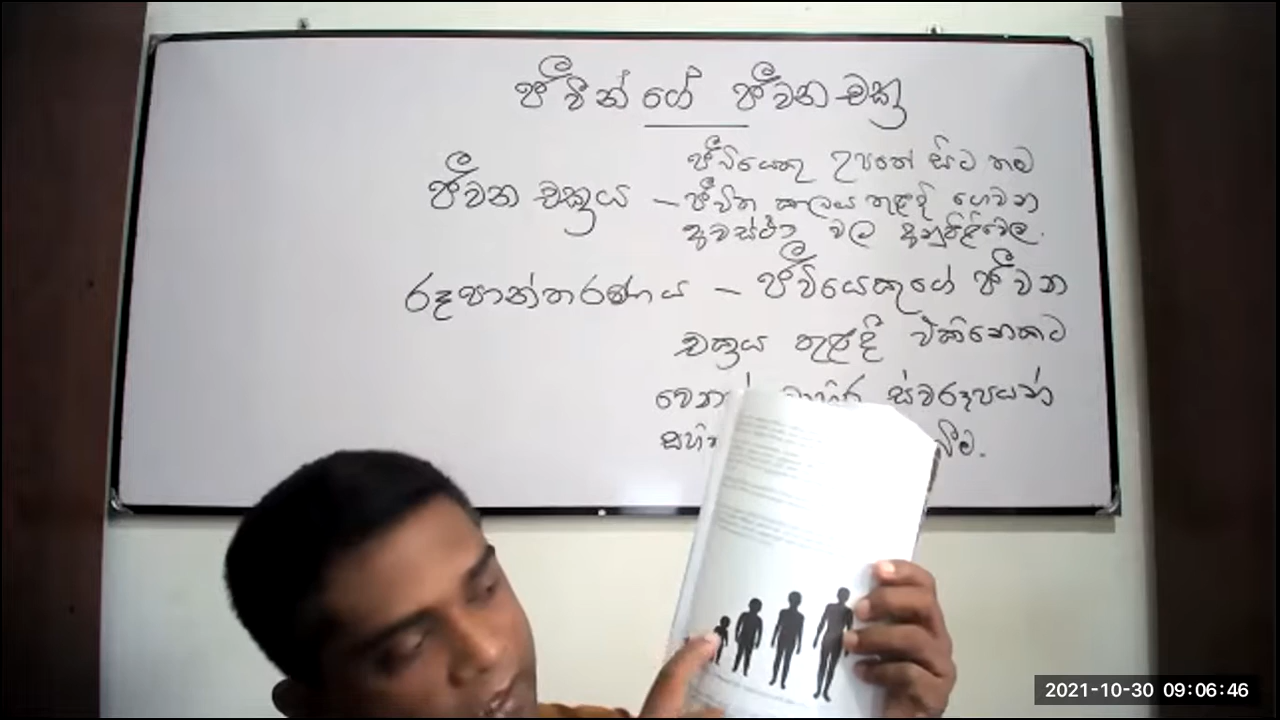 ජීවීන්ගේ ජීවන චක්‍ර
ජීවන චක්‍රය –
ජීවියෙකු උපතේ සිට තම
ජීවිත කාලය තුළදී ගෙවන
අවස්ථා වල අනුපිළිවෙල.
රූපාන්තරණය – ජීවියෙකුගේ ජීවන
චක්‍රය තුළදී එකිනෙකට
ස්වරූපයන්
2021-10-30 09:06:46